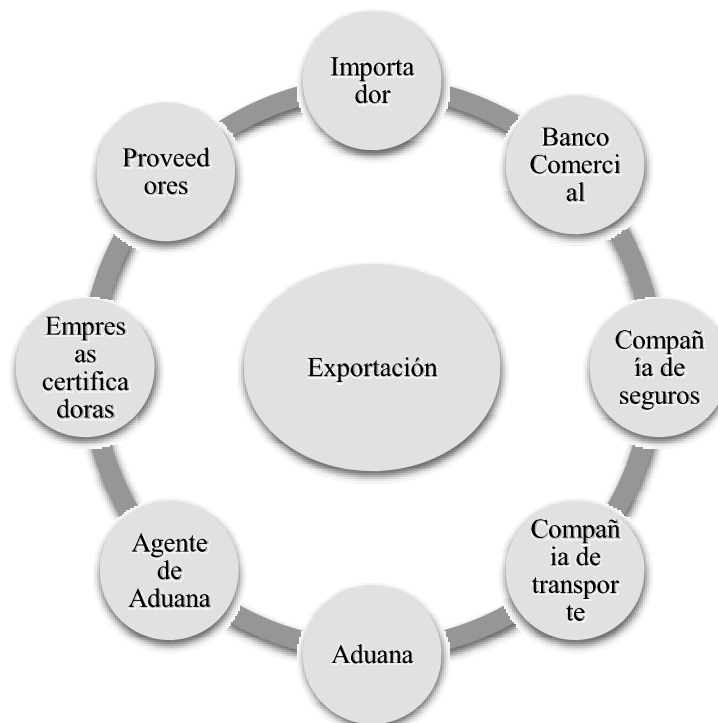 Importa
dor
Banco
Comerci
al
Compañ
ía de
seguros
Compañ
ia de
transpor
te
Aduana
Agente
de
Aduana
Empres
as
certifica
doras
Proveed
ores
Exportación